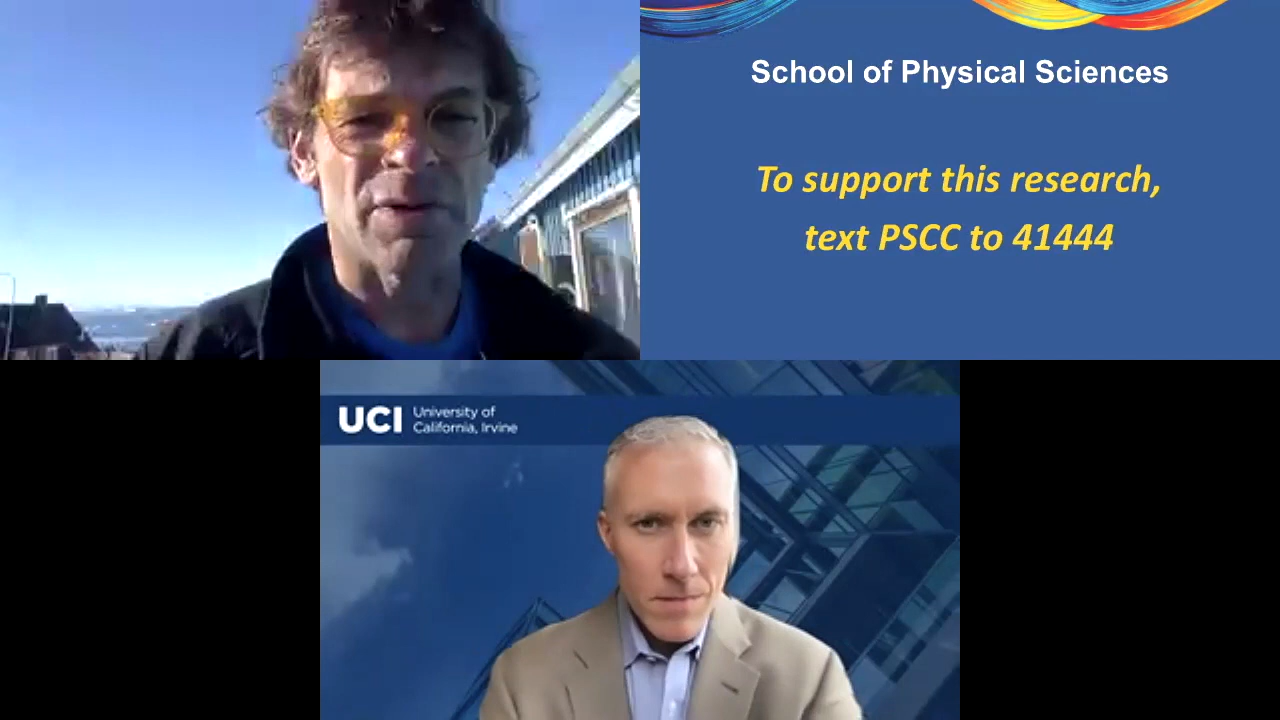 School of Physical Sciences
To support this research,
text PSCC to 41444
UCI University of
California, Irvine